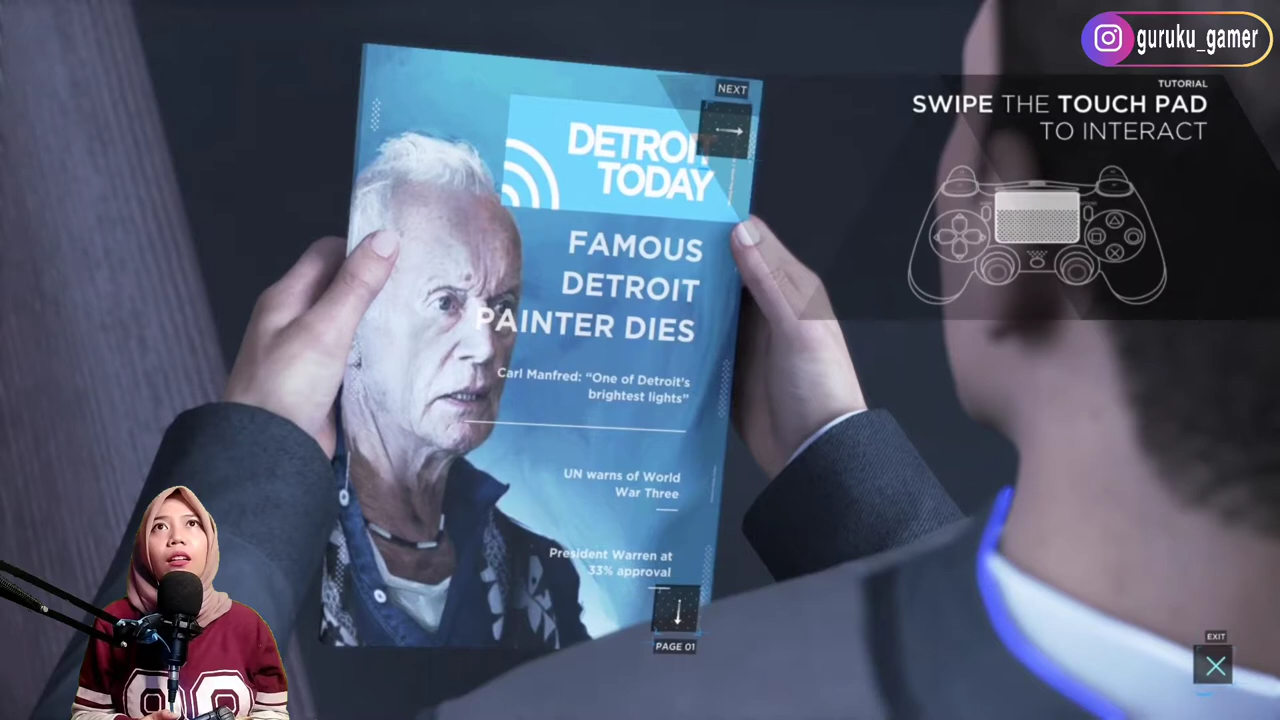 guruku_gamer
TUTORIAL
SWIPE THE TOUCH PAD
TO INTERACT
NEXT
DETROIT
TODAY
FAMOUS
DETROIT
PAINTER DIES
Carl Manfred: “One of Detroit's
brightest lights”
UN warns of World
War Three
President Warren at
33% approval
PAGE 01
EXIT